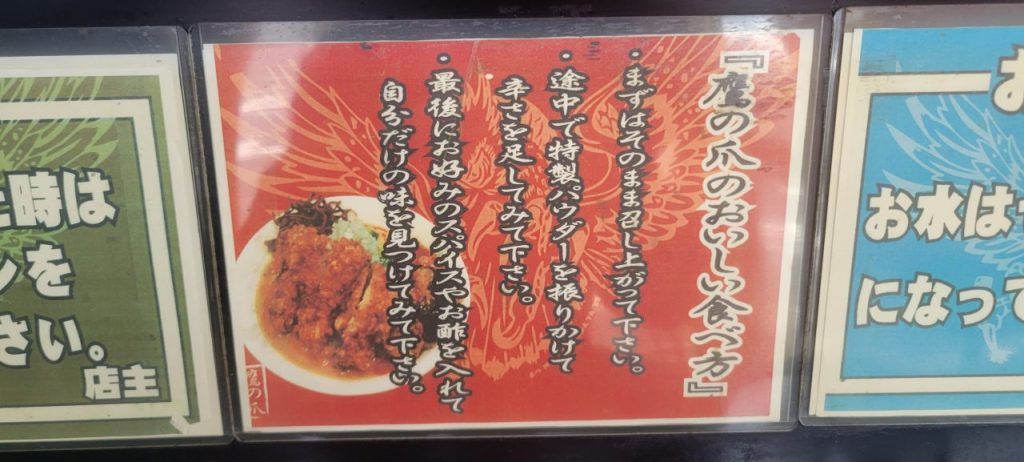 『鷹の爪のおいしい食べ方』
・まずはそのまま召し上がって下さい。
・途中で特製パウダーを振りかけて
辛さを足してみて下さい。
・最後にお好みのスパイスやお酢を入れて
自分だけの味を見つけてみて下さい。
鷹の爪
時は
ンを
さい。
店主
お
お水は
になって